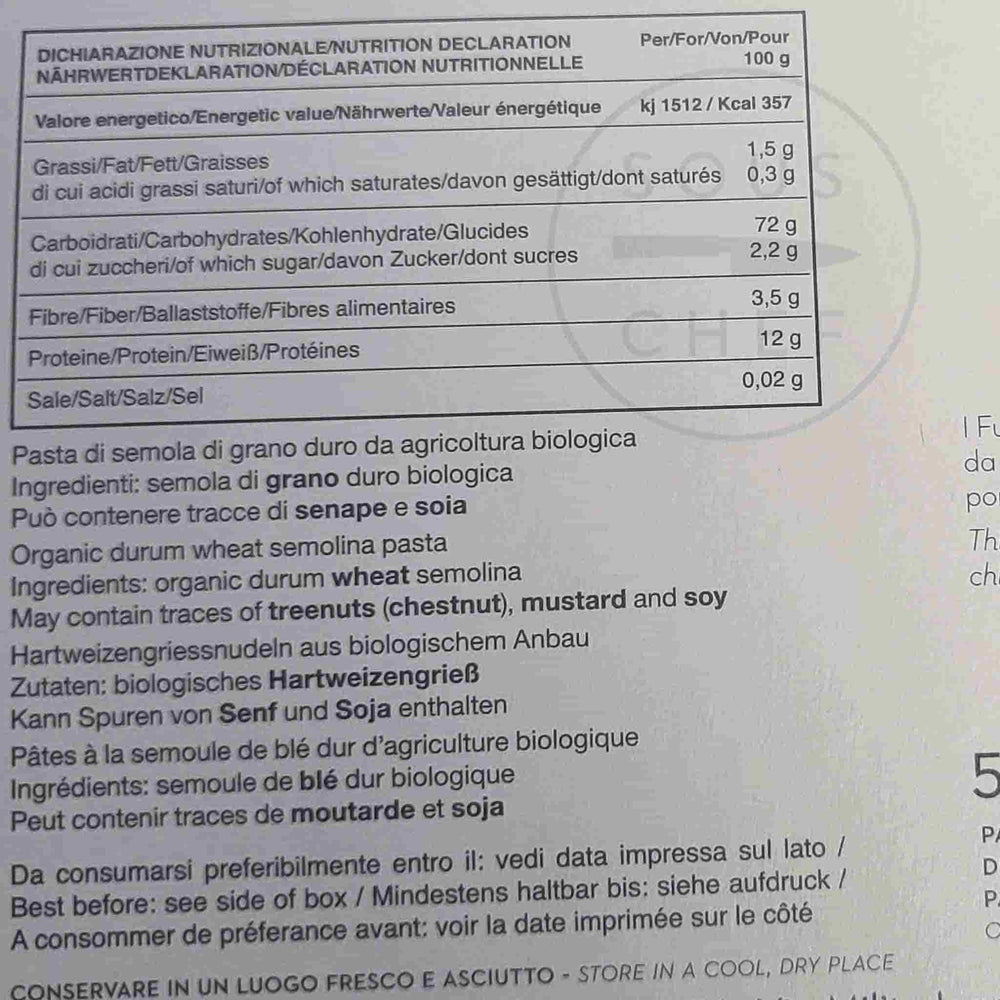 DICHIARAZIONE NUTRIZIONALE/NUTRITION DECLARATION
NÄHRWERTDEKLARATION/DÉCLARATION NUTRITIONNELLE
Per/For/Von/Pour
100 g
Valore energetico/Energetic value/Nährwerte/Valeur énergétique kj 1512 / Kcal 357
Grassi/Fat/Fett/Graisses 1,5 g
di cui acidi grassi saturi/of which saturates/davon gesättigt/dont saturés 0,3 g
Carboidrati/Carbohydrates/Kohlenhydrate/Glucides 72 g
di cui zuccheri/of which sugar/davon Zucker/dont sucres 2,2 g
Fibre/Fiber/Ballaststoffe/Fibres alimentaires 3,5 g
Proteine/Protein/Eiweiß/Protéines 12 g
Sale/Salt/Salz/Sel 0,02 g
SOUS
CHEF
Pasta di semola di grano duro da agricoltura biologica
Ingredienti: semola di grano duro biologica
Può contenere tracce di senape e soia
Organic durum wheat semolina pasta
Ingredients: organic durum wheat semolina
May contain traces of treenuts (chestnut), mustard and soy
Hartweizengriessnudeln aus biologischem Anbau
Zutaten: biologisches Hartweizengrieß
Kann Spuren von Senf und Soja enthalten
Pâtes à la semoule de blé dur d'agriculture biologique
Ingrédients: semoule de blé dur biologique
Peut contenir traces de moutarde et soja
Da consumarsi preferibilmente entro il: vedi data impressa sul lato /
Best before: see side of box / Mindestens haltbar bis: siehe aufdruck /
A consommer de préferance avant: voir la date imprimée sur le côté
CONSERVARE IN UN LUOGO FRESCO E ASCIUTTO - STORE IN A COOL, DRY PLACE
I
da
5